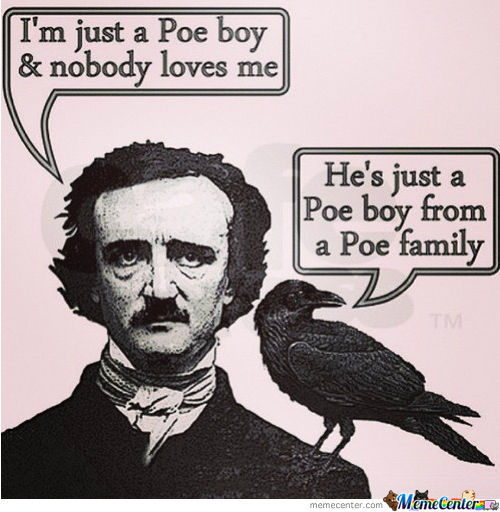 I'm just a Poe boy
& nobody loves me
He's just a
Poe boy from
a Poe family
TM
memecenter.com
MemeCenter